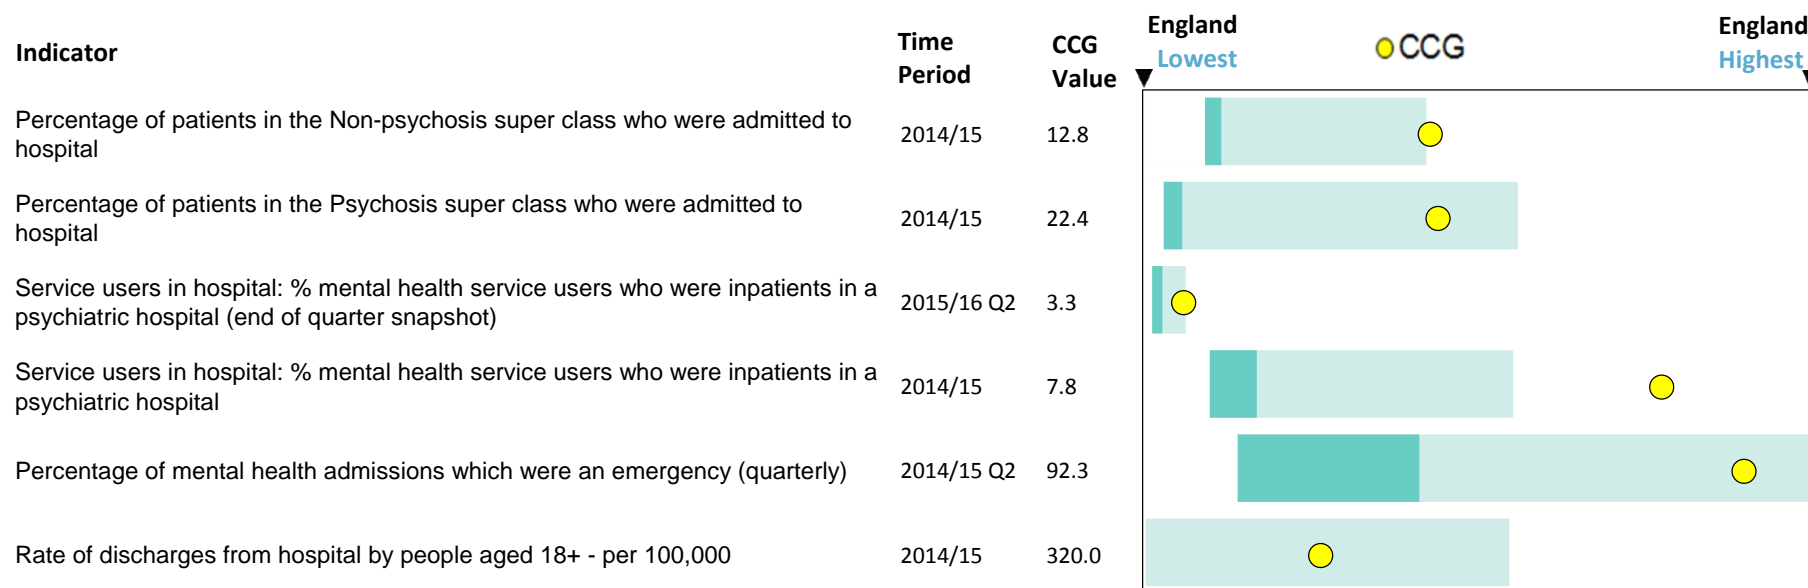 Indicator
Time
Period
CCG
Value
England
Lowest
CCG
England
Highest
Percentage of patients in the Non-psychosis super class who were admitted to
hospital
2014/15
12.8
Percentage of patients in the Psychosis super class who were admitted to
hospital
2014/15
22.4
Service users in hospital: % mental health service users who were inpatients in a
psychiatric hospital (end of quarter snapshot)
2015/16 Q2
3.3
Service users in hospital: % mental health service users who were inpatients in a
psychiatric hospital
2014/15
7.8
Percentage of mental health admissions which were an emergency (quarterly)
2014/15 Q2
92.3
Rate of discharges from hospital by people aged 18+ - per 100,000
2014/15
320.0